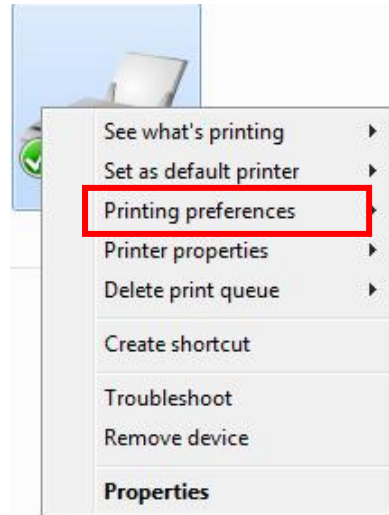 See what's printing
Set as default printer
Printing preferences
Printer properties
Delete print queue
Create shortcut
Troubleshoot
Remove device
Properties